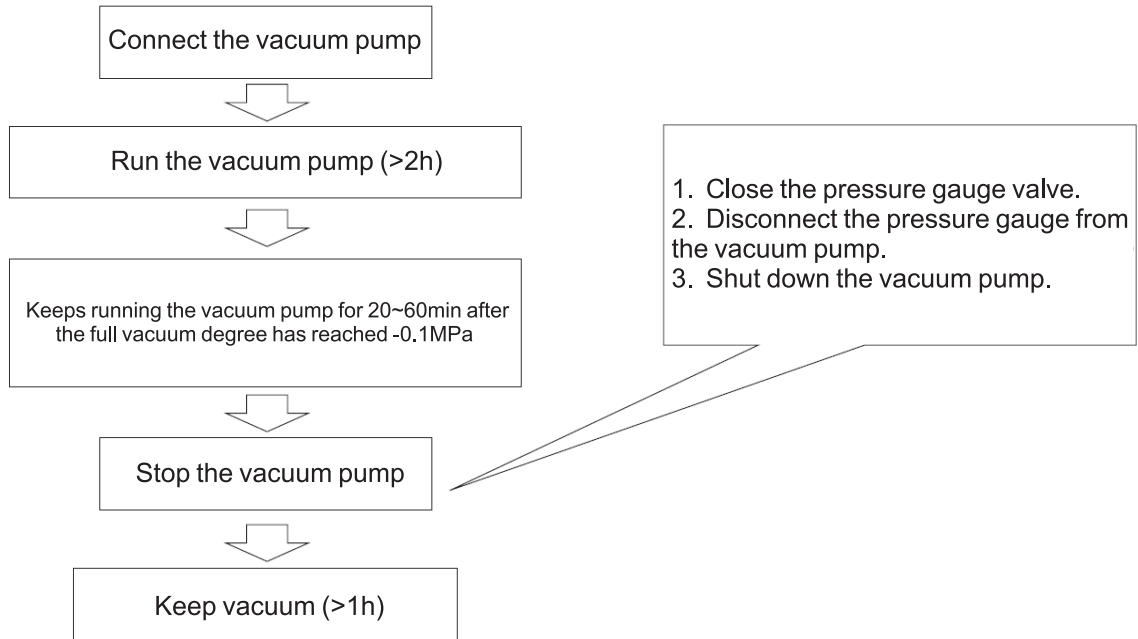 Connect the vacuum pump
Run the vacuum pump (>2h)
Keeps running the vacuum pump for 20~60min after
the full vacuum degree has reached -0.1MPa
Stop the vacuum pump
Keep vacuum (>1h)
1. Close the pressure gauge valve.
2. Disconnect the pressure gauge from
the vacuum pump.
3. Shut down the vacuum pump.